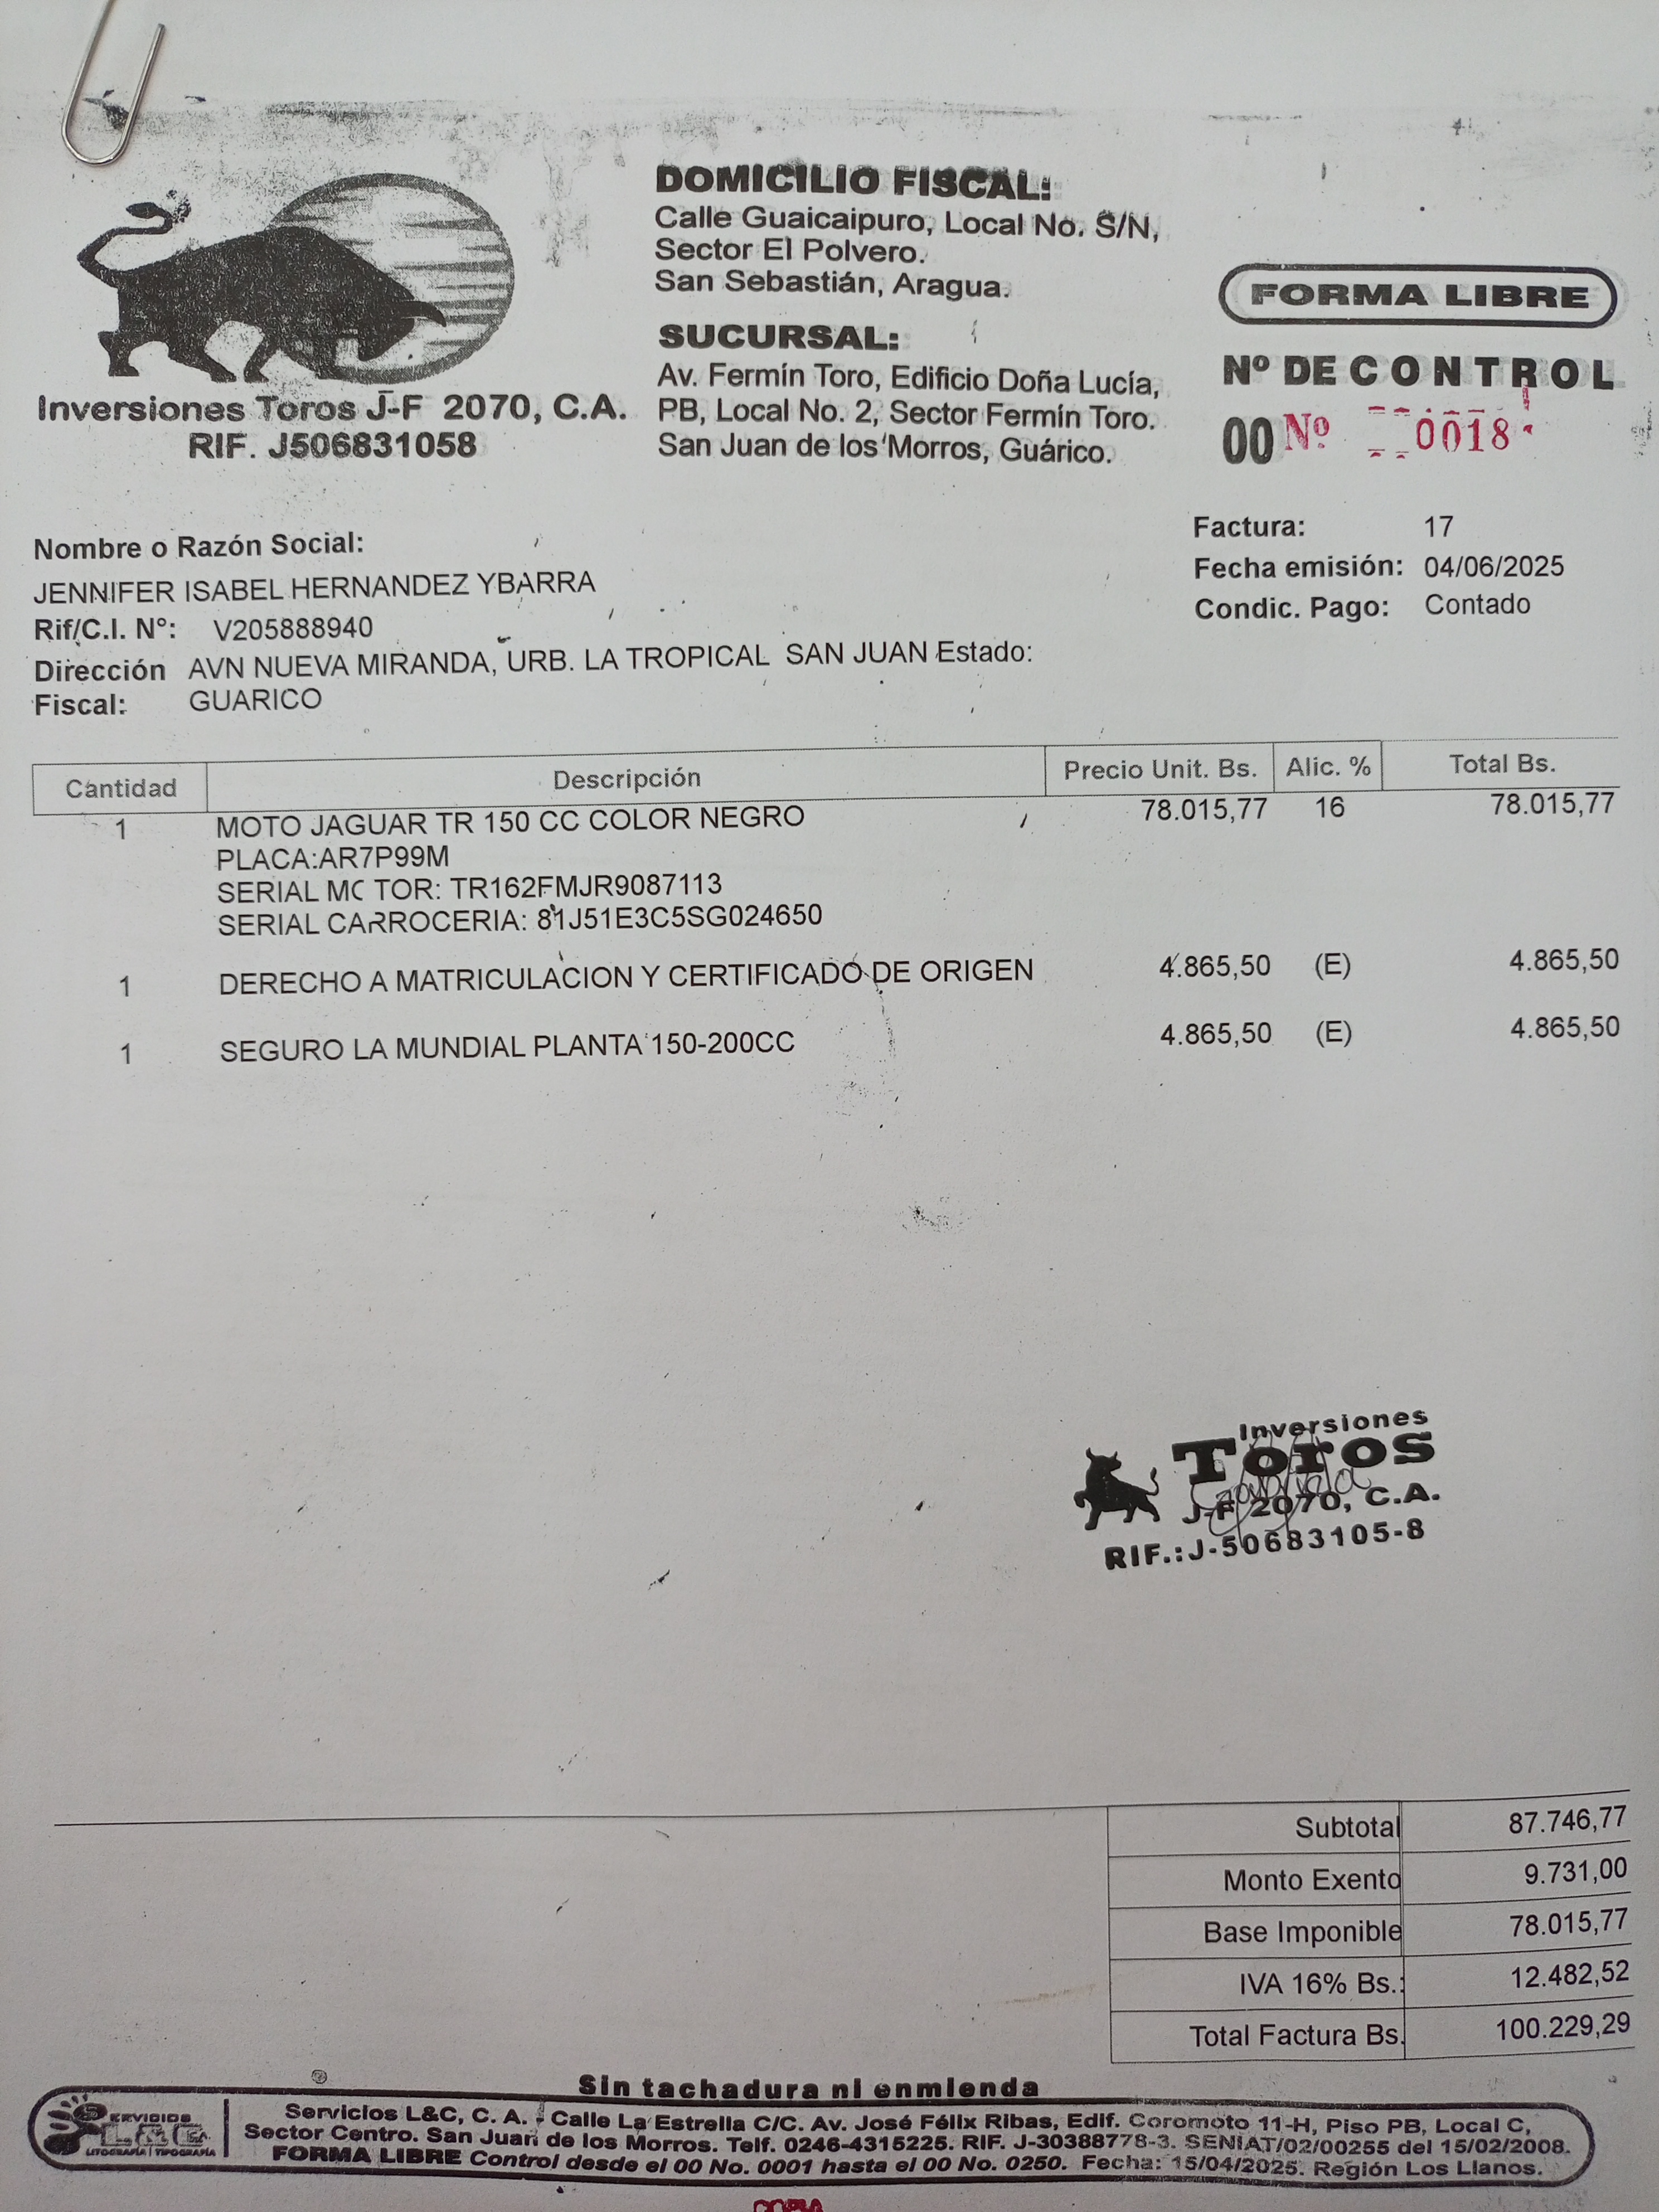 DOMICILIO FISCAL:
Calle Guaicaipuro, Local No. S/N,
Sector El Polvero.
San Sebastián, Aragua.
SUCURSAL:
Av. Fermín Toro, Edificio Doña Lucía,
PB, Local No. 2, Sector Fermín Toro.
San Juan de los Morros, Guárico.
Inversiones Toros J-F 2070, C.A.
RIF. J506831058
FORMA LIBRE
Nº DE CONTROL
00 Nº 0018
Factura: 17
Fecha emisión: 04/06/2025
Condic. Pago: Contado
Nombre o Razón Social:
JENNIFER ISABEL HERNANDEZ YBARRA
Rif/C.I. N°: V205888940
Dirección AVN NUEVA MIRANDA, URB. LA TROPICAL SAN JUAN Estado:
Fiscal: GUARICO
Cantidad Descripción Precio Unit. Bs. Alic. % Total Bs.
1 MOTO JAGUAR TR 150 CC COLOR NEGRO 78.015,77 16 78.015,77
PLACA:AR7P99M
SERIAL MOTOR: TR162FMJR9087113
SERIAL CARROCERIA: 81J51E3C5SG024650
1 DERECHO A MATRICULACION Y CERTIFICADO DE ORIGEN 4.865,50 (E) 4.865,50
1 SEGURO LA MUNDIAL PLANTA 150-200CC 4.865,50 (E) 4.865,50
Inversiones
Toros
J-F 2070, C.A.
RIF.:J-50683105-8
Subtotal 87.746,77
Monto Exento 9.731,00
Base Imponible 78.015,77
IVA 16% Bs.: 12.482,52
Total Factura Bs. 100.229,29
Sin tachadura ni enmienda
SERVICIOS
L&C
LITOGRAFÍA | TIPOGRAFÍA
Servicios L&C, C. A. - Calle La Estrella C/C. Av. José Félix Ribas, Edif. Coromoto 11-H, Piso PB, Local C,
Sector Centro. San Juan de los Morros. Telf. 0246-4315225. RIF. J-30388778-3. SENIAT/02/00255 del 15/02/2008.
FORMA LIBRE Control desde el 00 No. 0001 hasta el 00 No. 0250. Fecha: 15/04/2025. Región Los Llanos.
COPIA